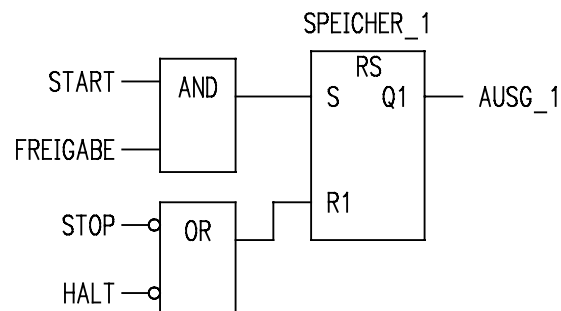 SPEICHER_1
RS
START
AND
S
Q1
AUSG_1
FREIGABE
R1
STOP
OR
HALT